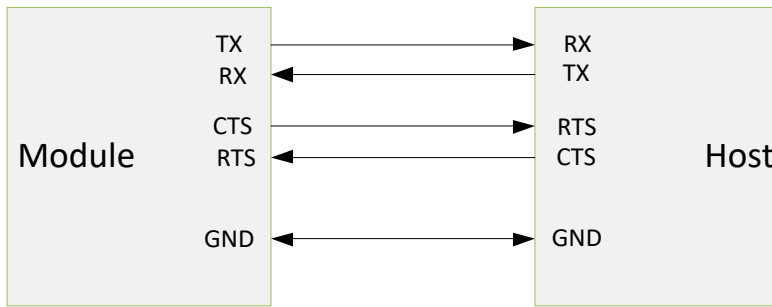 TX RX
RX TX
CTS RTS
Module RTS CTS Host
GND GND